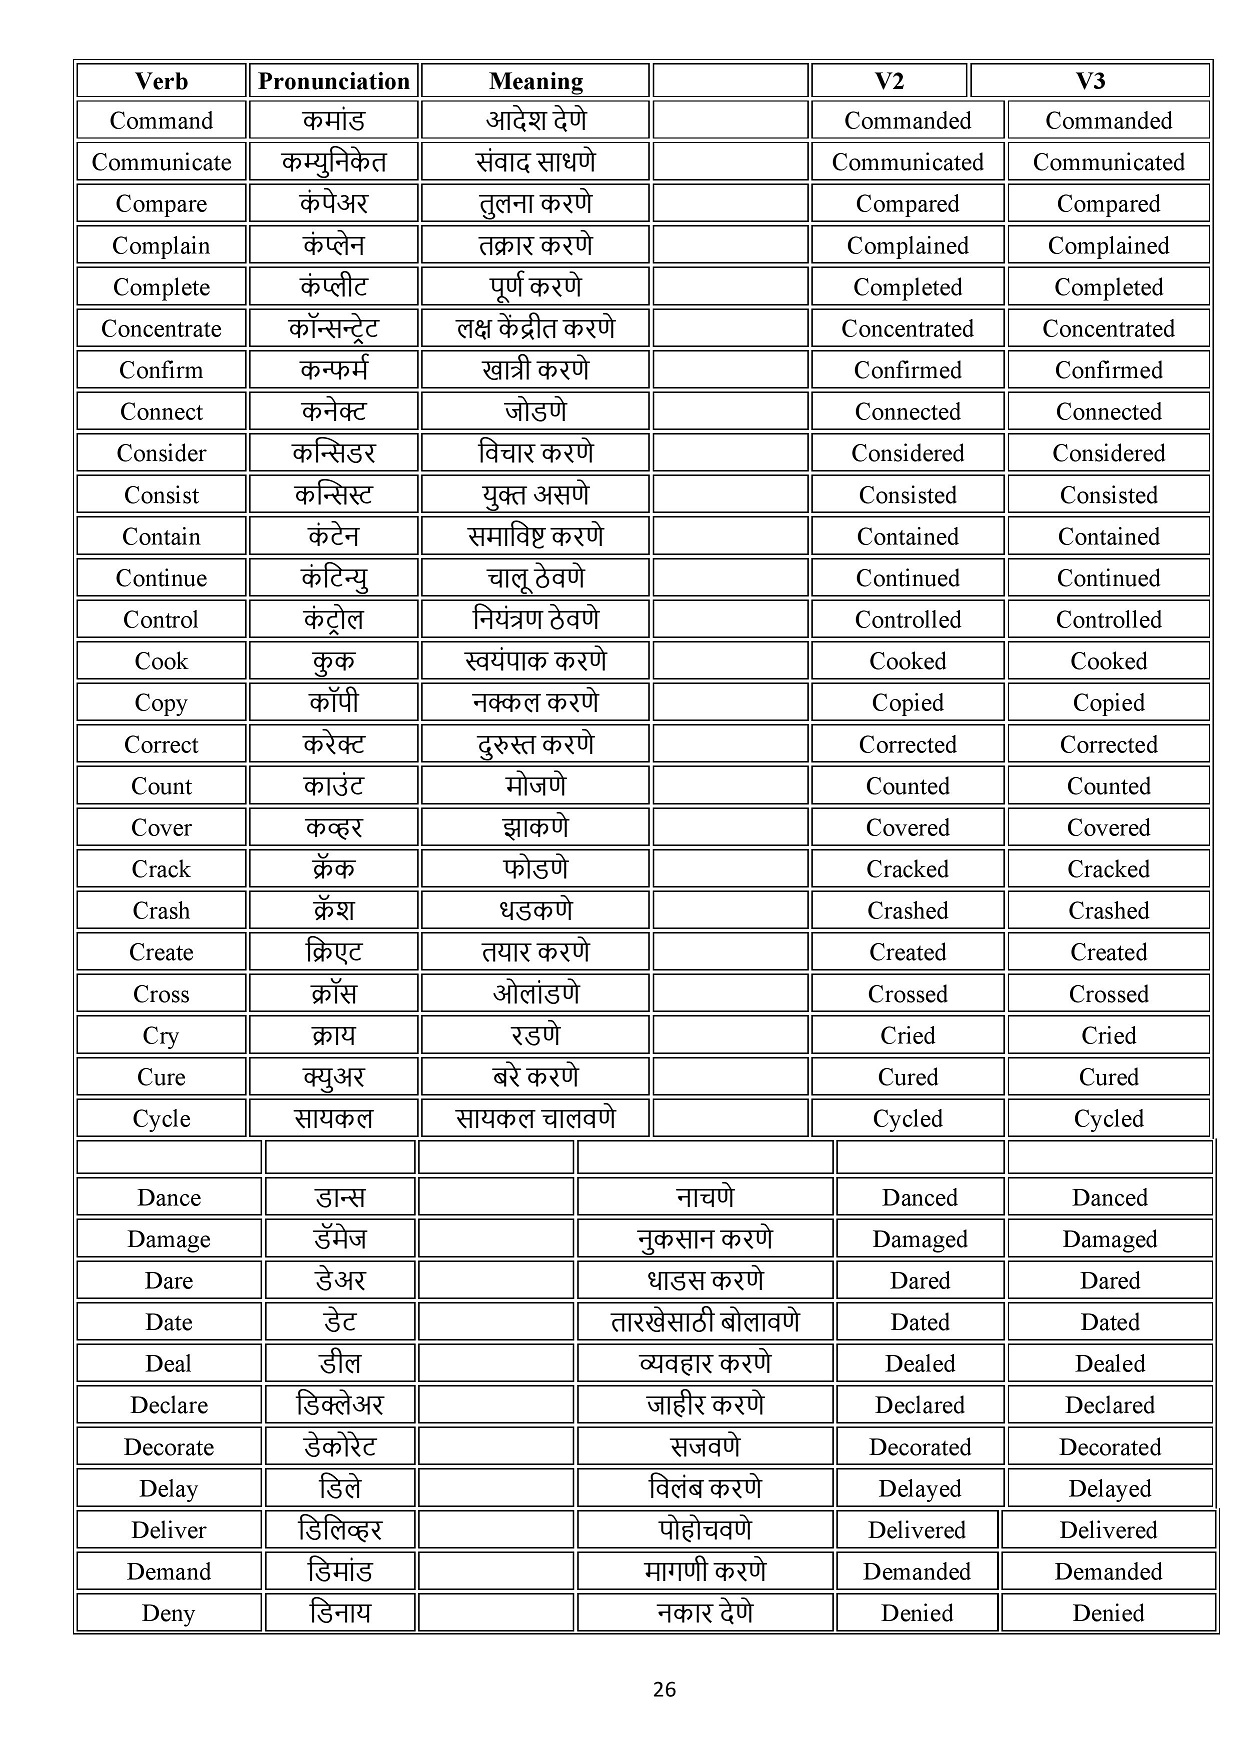 Verb Pronunciation Meaning V2 V3
Command कमांड आदेश देणे Commanded Commanded
Communicate कम्युनिकेत संवाद साधणे Communicated Communicated
Compare कंपेअर तुलना करणे Compared Compared
Complain कंप्लेन तक्रार करणे Complained Complained
Complete कंप्लीट पूर्ण करणे Completed Completed
Concentrate कॉन्सन्ट्रेट लक्ष केंद्रीत करणे Concentrated Concentrated
Confirm कन्फर्म खात्री करणे Confirmed Confirmed
Connect कनेक्ट जोडणे Connected Connected
Consider कन्सिडर विचार करणे Considered Considered
Consist कन्सिस्ट युक्त असणे Consisted Consisted
Contain कंटेन समाविष्ट करणे Contained Contained
Continue कंटिन्यु चालू ठेवणे Continued Continued
Control कंट्रोल नियंत्रण ठेवणे Controlled Controlled
Cook कुक स्वयंपाक करणे Cooked Cooked
Copy कॉपी नक्कल करणे Copied Copied
Correct करेक्ट दुरुस्त करणे Corrected Corrected
Count काउंट मोजणे Counted Counted
Cover कव्हर झाकणे Covered Covered
Crack क्रॅक फोडणे Cracked Cracked
Crash क्रॅश धडकणे Crashed Crashed
Create क्रिएट तयार करणे Created Created
Cross क्रॉस ओलांडणे Crossed Crossed
Cry क्राय रडणे Cried Cried
Cure क्युअर बरे करणे Cured Cured
Cycle सायकल सायकल चालवणे Cycled Cycled
Dance डान्स नाचणे Danced Danced
Damage डॅमेज नुकसान करणे Damaged Damaged
Dare डेअर धाडस करणे Dared Dared
Date डेट तारखेसाठी बोलावणे Dated Dated
Deal डील व्यवहार करणे Dealed Dealed
Declare डिक्लेअर जाहीर करणे Declared Declared
Decorate डेकोरेट सजवणे Decorated Decorated
Delay डिले विलंब करणे Delayed Delayed
Deliver डिलिव्हर पोहोचवणे Delivered Delivered
Demand डिमांड मागणी करणे Demanded Demanded
Deny डिनाय नकार देणे Denied Denied
26